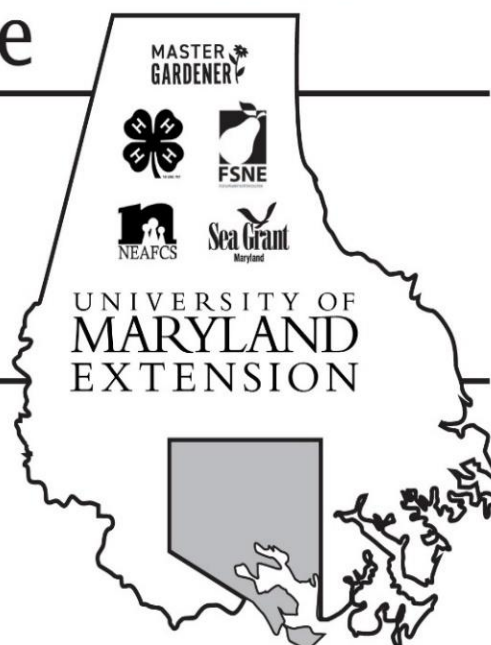 e
MASTER
GARDENER
H H
H H
FSNE
n
NEAFCS
Sea Grant
Maryland
UNIVERSITY OF
MARYLAND
EXTENSION